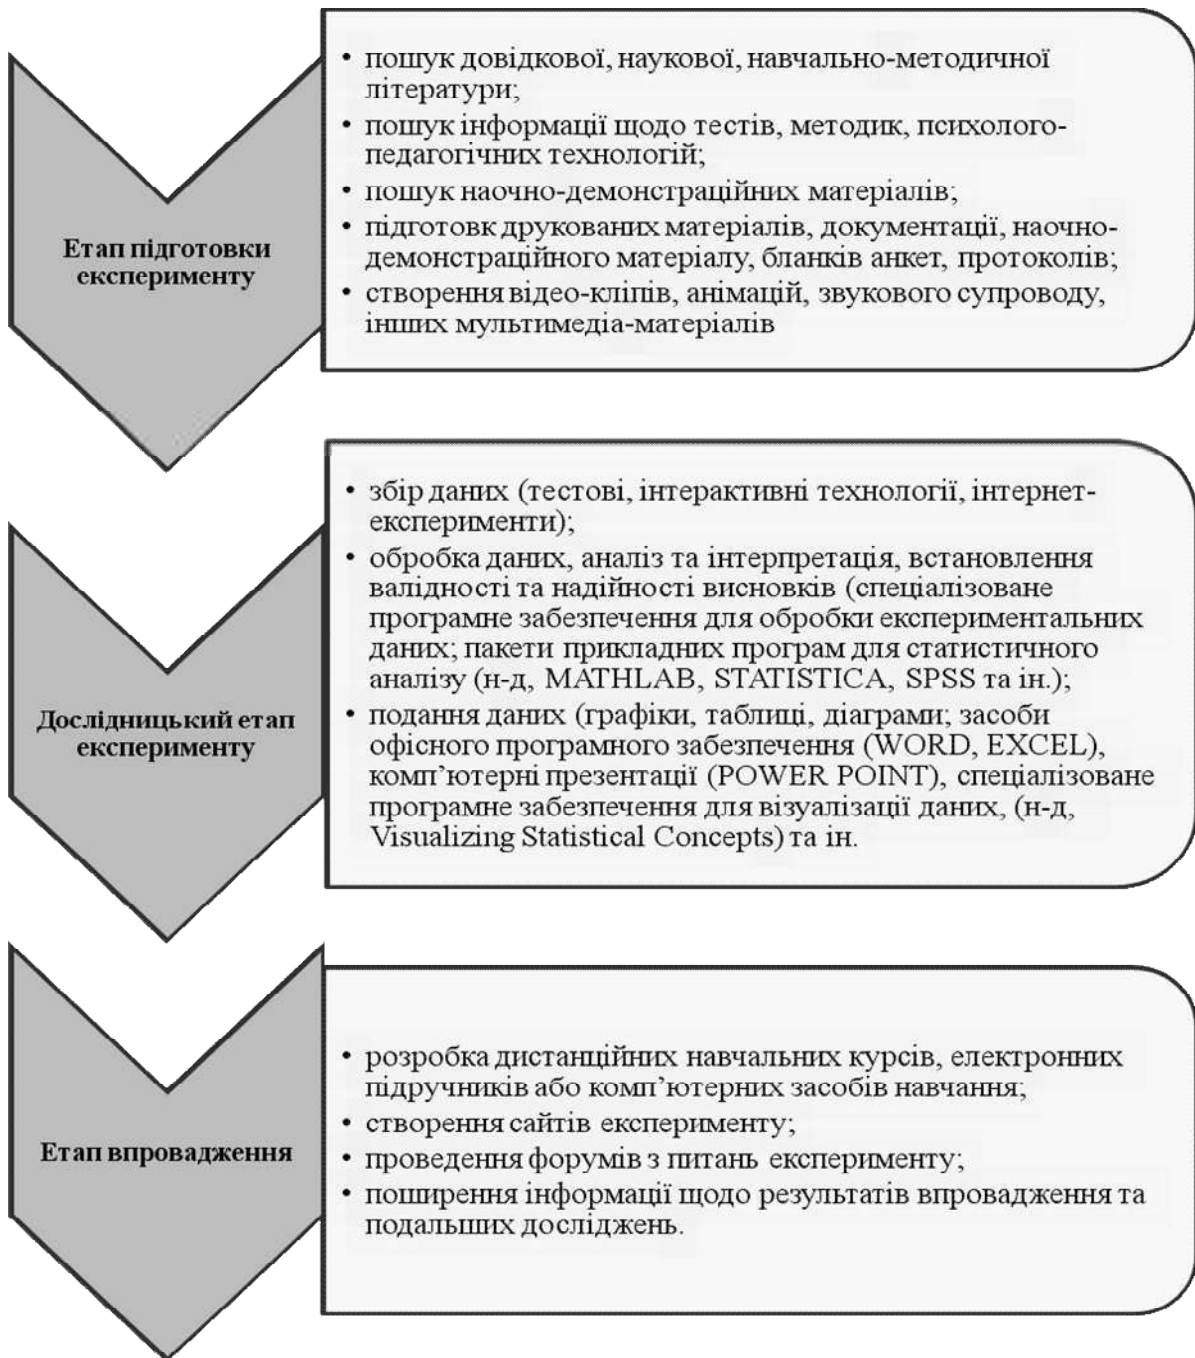 Етап підготовки
експерименту
• пошук довідкової, наукової, навчально-методичної
літератури;
• пошук інформації щодо тестів, методик, психолого-
педагогічних технологій;
• пошук наочно-демонстраційних матеріалів;
• підготовк друкованих матеріалів, документації, наочно-
демонстраційного матеріалу, бланків анкет, протоколів;
• створення відео-кліпів, анімацій, звукового супроводу,
інших мультимедіа-матеріалів
Дослідницький етап
експерименту
• збір даних (тестові, інтерактивні технології, інтернет-
експерименти);
• обробка даних, аналіз та інтерпретація, встановлення
валідності та надійності висновків (спеціалізоване
програмне забезпечення для обробки експериментальних
даних; пакети прикладних програм для статистичного
аналізу (н-д, MATHLAB, STATISTICA, SPSS та ін.);
• подання даних (графіки, таблиці, діаграми; засоби
офісного програмного забезпечення (WORD, EXCEL),
комп’ютерні презентації (POWER POINT), спеціалізоване
програмне забезпечення для візуалізації даних, (н-д,
Visualizing Statistical Concepts) та ін.
Етап впровадження
• розробка дистанційних навчальних курсів, електронних
підручників або комп’ютерних засобів навчання;
• створення сайтів експерименту;
• проведення форумів з питань експерименту;
• поширення інформації щодо результатів впровадження та
подальших досліджень.